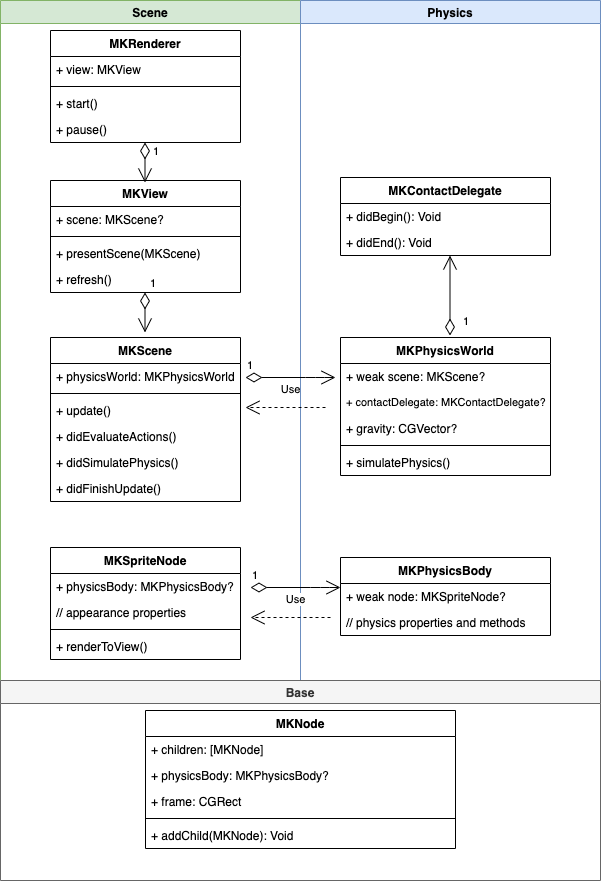 Scene
Physics
MKRenderer
+ view: MKView
+ start()
+ pause()
1
MKView
+ scene: MKScene?
+ presentScene(MKScene)
+ refresh()
1
MKContactDelegate
+ didBegin(): Void
+ didEnd(): Void
1
MKScene
+ physicsWorld: MKPhysicsWorld
+ update()
+ didEvaluateActions()
+ didSimulatePhysics()
+ didFinishUpdate()
1
Use
MKPhysicsWorld
+ weak scene: MKScene?
+ contactDelegate: MKContactDelegate?
+ gravity: CGVector?
+ simulatePhysics()
MKSpriteNode
+ physicsBody: MKPhysicsBody?
// appearance properties
+ renderToView()
1
Use
MKPhysicsBody
+ weak node: MKSpriteNode?
// physics properties and methods
Base
MKNode
+ children: [MKNode]
+ physicsBody: MKPhysicsBody?
+ frame: CGRect
+ addChild(MKNode): Void